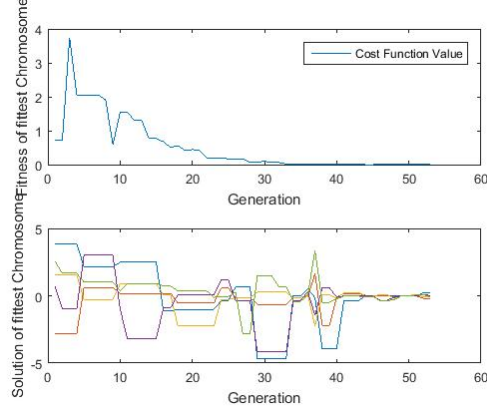 Fitness of fittest Chromosome
4
3
2
1
0
Cost Function Value
0 10 20 30 40 50 60
Generation
Solution of fittest Chromosome
5
0
-5
0 10 20 30 40 50 60
Generation